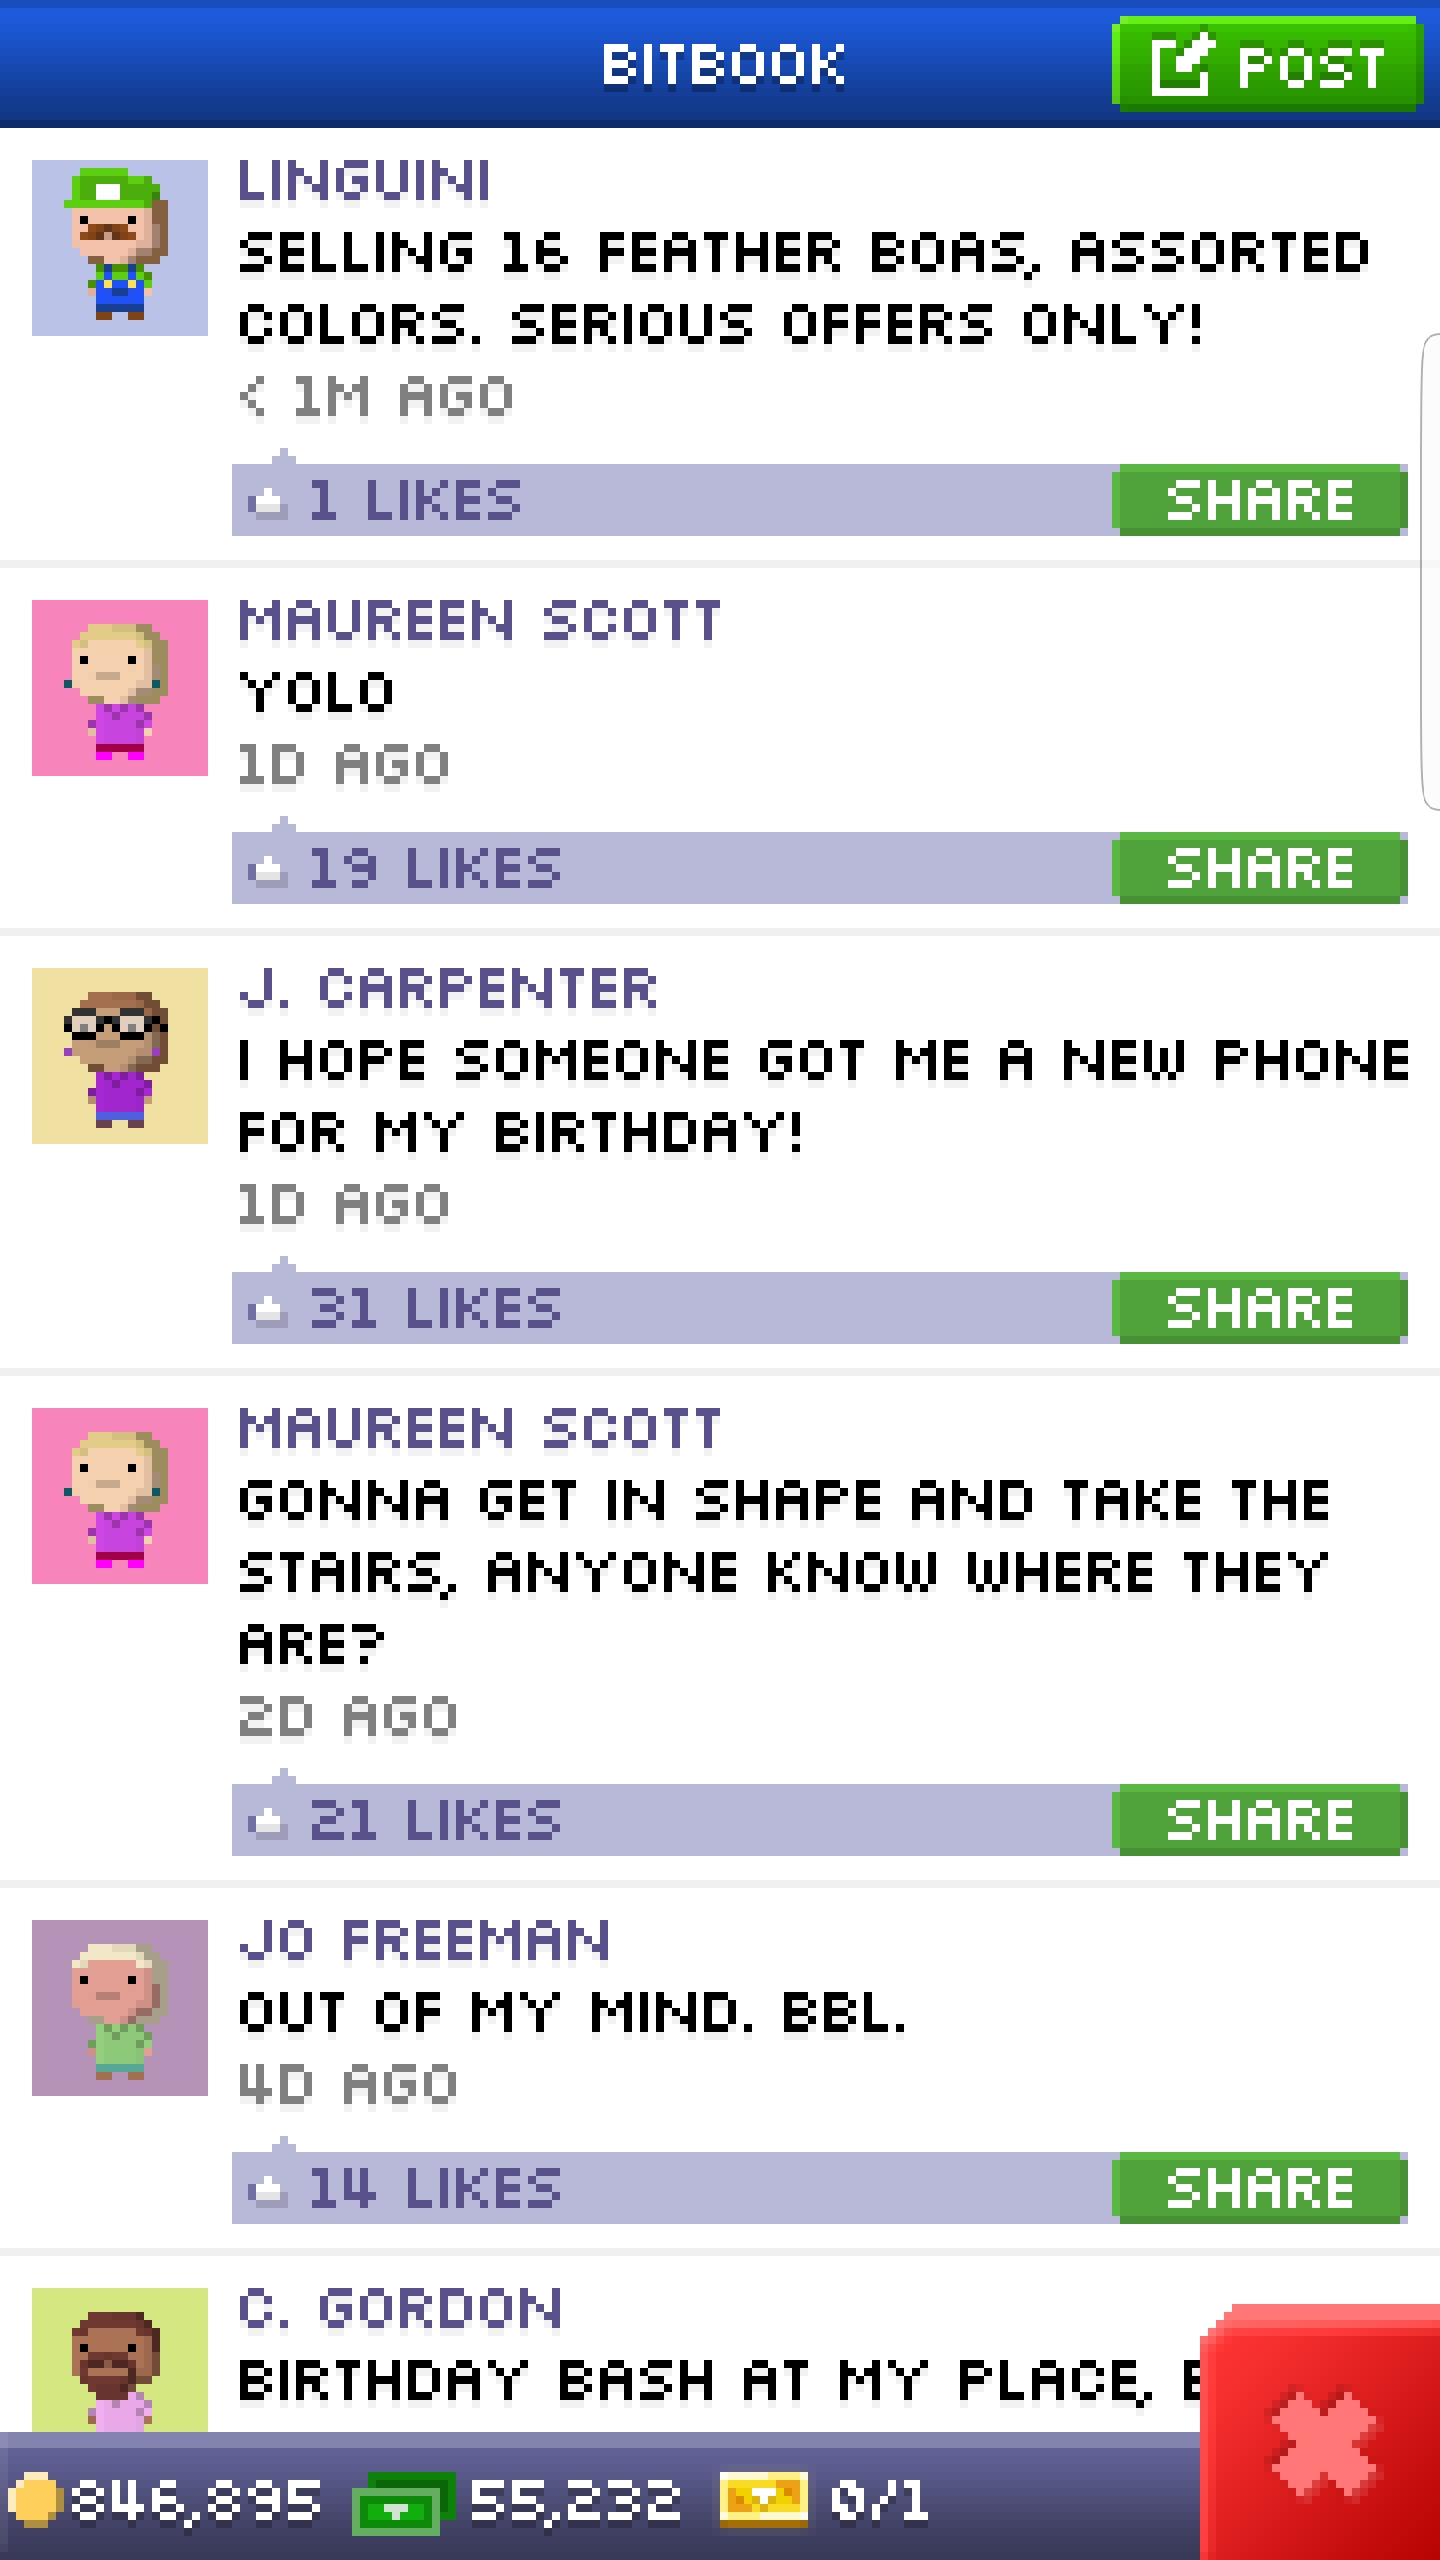 BITBOOK
POST
LINGUINI
SELLING 16 FEATHER BOAS, ASSORTED
COLORS. SERIOUS OFFERS ONLY!
< 1M AGO
1 LIKES
SHARE
MAUREEN SCOTT
YOLO
1D AGO
19 LIKES
SHARE
J. CARPENTER
I HOPE SOMEONE GOT ME A NEW PHONE
FOR MY BIRTHDAY!
1D AGO
31 LIKES
SHARE
MAUREEN SCOTT
GONNA GET IN SHAPE AND TAKE THE
STAIRS, ANYONE KNOW WHERE THEY
ARE?
2D AGO
21 LIKES
SHARE
JO FREEMAN
OUT OF MY MIND. BBL.
4D AGO
14 LIKES
SHARE
C. GORDON
BIRTHDAY BASH AT MY PLACE,
846,895
55,232
0/1